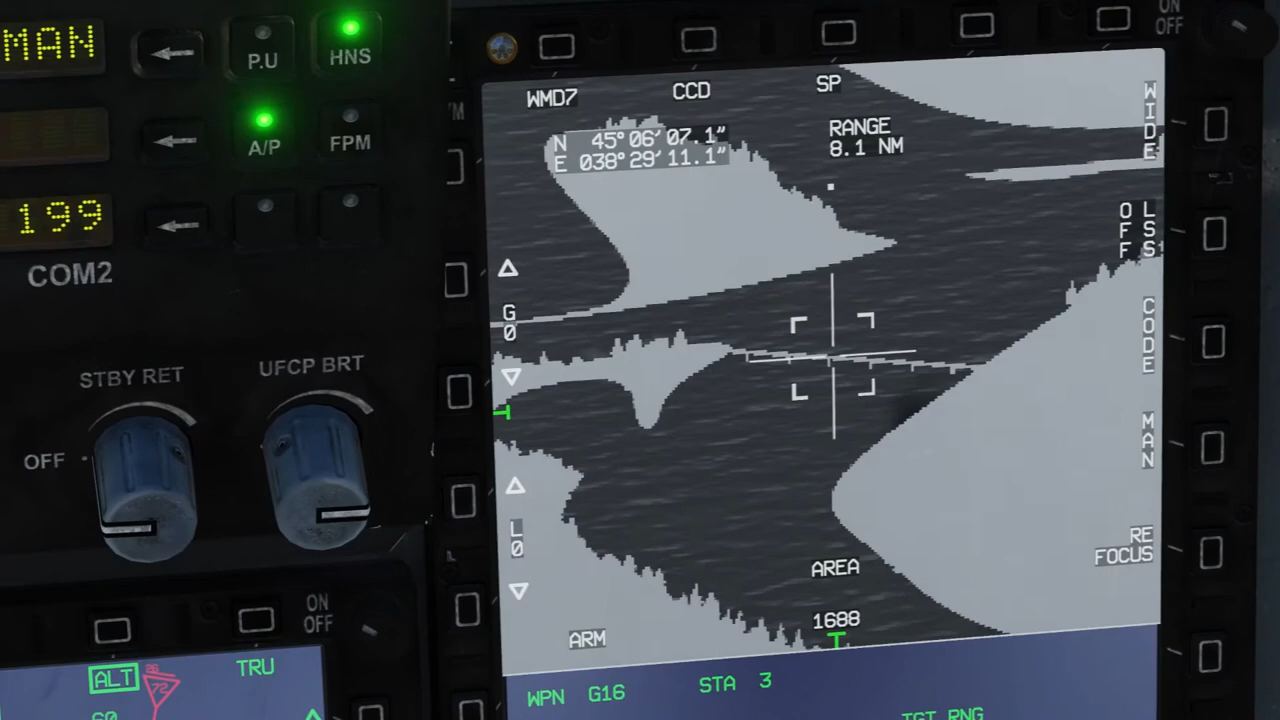 MAN
P.U
HNS
A/P
FPM
199
COM2
STBY RET
UFCP BRT
OFF
ON
OFF
ALT
TRU
72
60
ON
OFF
WMD7
CCD
SP
N 45°06′07.1″
E 038°29′11.1″
RANGE
8.1 NM
WIDE
LSS
OFF
CODE
MAN
RE
FOCUS
G
0
L
0
AREA
1688
ARM
WPN G16
STA 3
TGT RNG